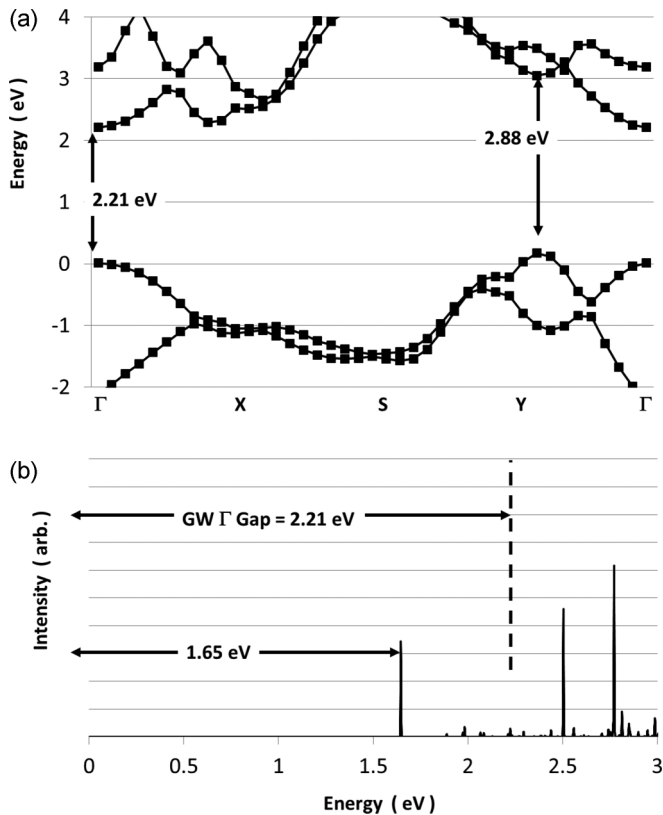 (a)
4
3
2
1
0
-1
-2
Energy ( eV )
2.21 eV
2.88 eV
Γ X S Y Γ
(b)
Intensity ( arb. )
GW Γ Gap = 2.21 eV
1.65 eV
0 0.5 1 1.5 2 2.5 3
Energy ( eV )